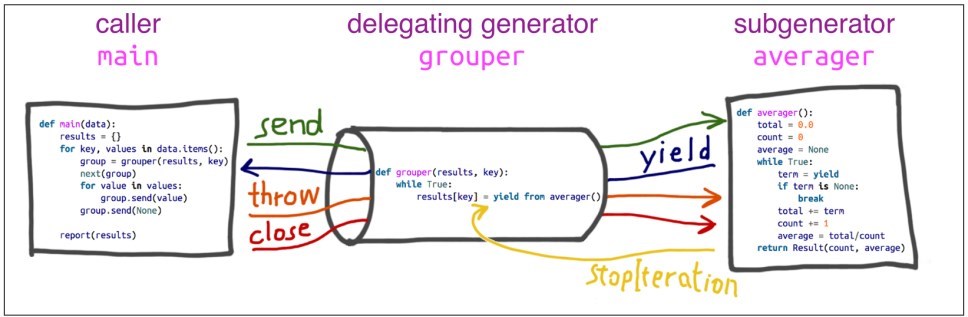 caller
main
delegating generator
grouper
subgenerator
averager
def main(data):
    results = {}
    for key, values in data.items():
        group = grouper(results, key)
        next(group)
        for value in values:
            group.send(value)
        group.send(None)

    report(results)
send
throw
close
def grouper(results, key):
    while True:
        results[key] = yield from averager()
yield
StopIteration
def averager():
    total = 0.0
    count = 0
    average = None
    while True:
        term = yield
        if term is None:
            break
        total += term
        count += 1
        average = total/count
    return Result(count, average)